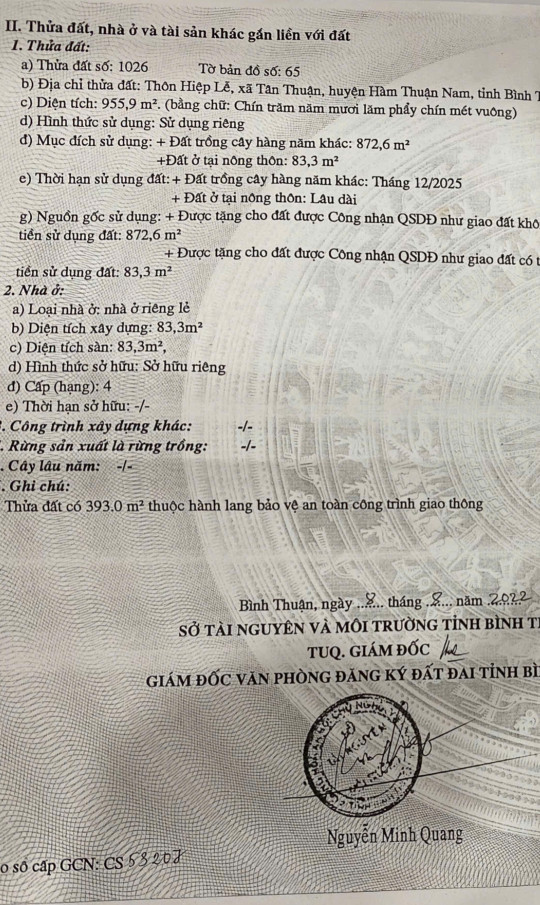 II. Thửa đất, nhà ở và tài sản khác gắn liền với đất
1. Thửa đất:
a) Thửa đất số: 1026 Tờ bản đồ số: 65
b) Địa chỉ thửa đất: Thôn Hiệp Lễ, xã Tân Thuận, huyện Hàm Thuận Nam, tỉnh Bình
c) Diện tích: 955,9 m². (bằng chữ: Chín trăm năm mươi lăm phẩy chín mét vuông)
d) Hình thức sử dụng: Sử dụng riêng
đ) Mục đích sử dụng: + Đất trồng cây hàng năm khác: 872,6 m²
+Đất ở tại nông thôn: 83,3 m²
e) Thời hạn sử dụng đất: + Đất trồng cây hàng năm khác: Tháng 12/2025
+ Đất ở tại nông thôn: Lâu dài
g) Nguồn gốc sử dụng: + Được tặng cho đất được Công nhận QSDĐ như giao đất khô
tiền sử dụng đất: 872,6 m²
+ Được tặng cho đất được Công nhận QSDĐ như giao đất có t
tiền sử dụng đất: 83,3 m²
2. Nhà ở:
a) Loại nhà ở: nhà ở riêng lẻ
b) Diện tích xây dựng: 83,3m²
c) Diện tích sàn: 83,3m²,
d) Hình thức sở hữu: Sở hữu riêng
đ) Cấp (hạng): 4
e) Thời hạn sở hữu: -/-
. Công trình xây dựng khác: -/-
. Rừng sản xuất là rừng trồng: -/-
. Cây lâu năm: -/-
. Ghi chú:
Thửa đất có 393.0 m² thuộc hành lang bảo vệ an toàn công trình giao thông
Bình Thuận, ngày ..8... tháng ..8..., năm .2022
SỞ TÀI NGUYÊN VÀ MÔI TRƯỜNG TỈNH BÌNH T
TUQ. GIÁM ĐỐC
GIÁM ĐỐC VĂN PHÒNG ĐĂNG KÝ ĐẤT ĐAI TỈNH BÌ
Nguyễn Minh Quang
o sổ cấp GCN: CS